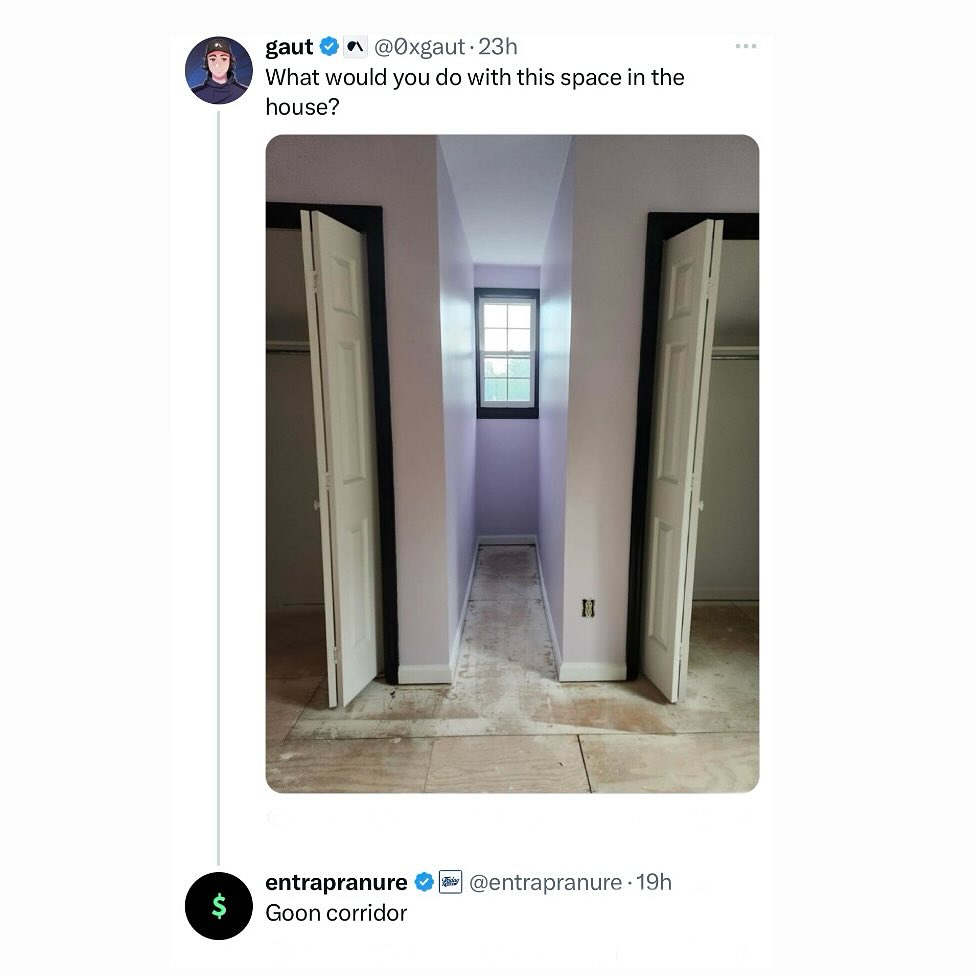 gaut @0xgaut · 23h
What would you do with this space in the
house?
entrapranure @entrapranure · 19h
Goon corridor